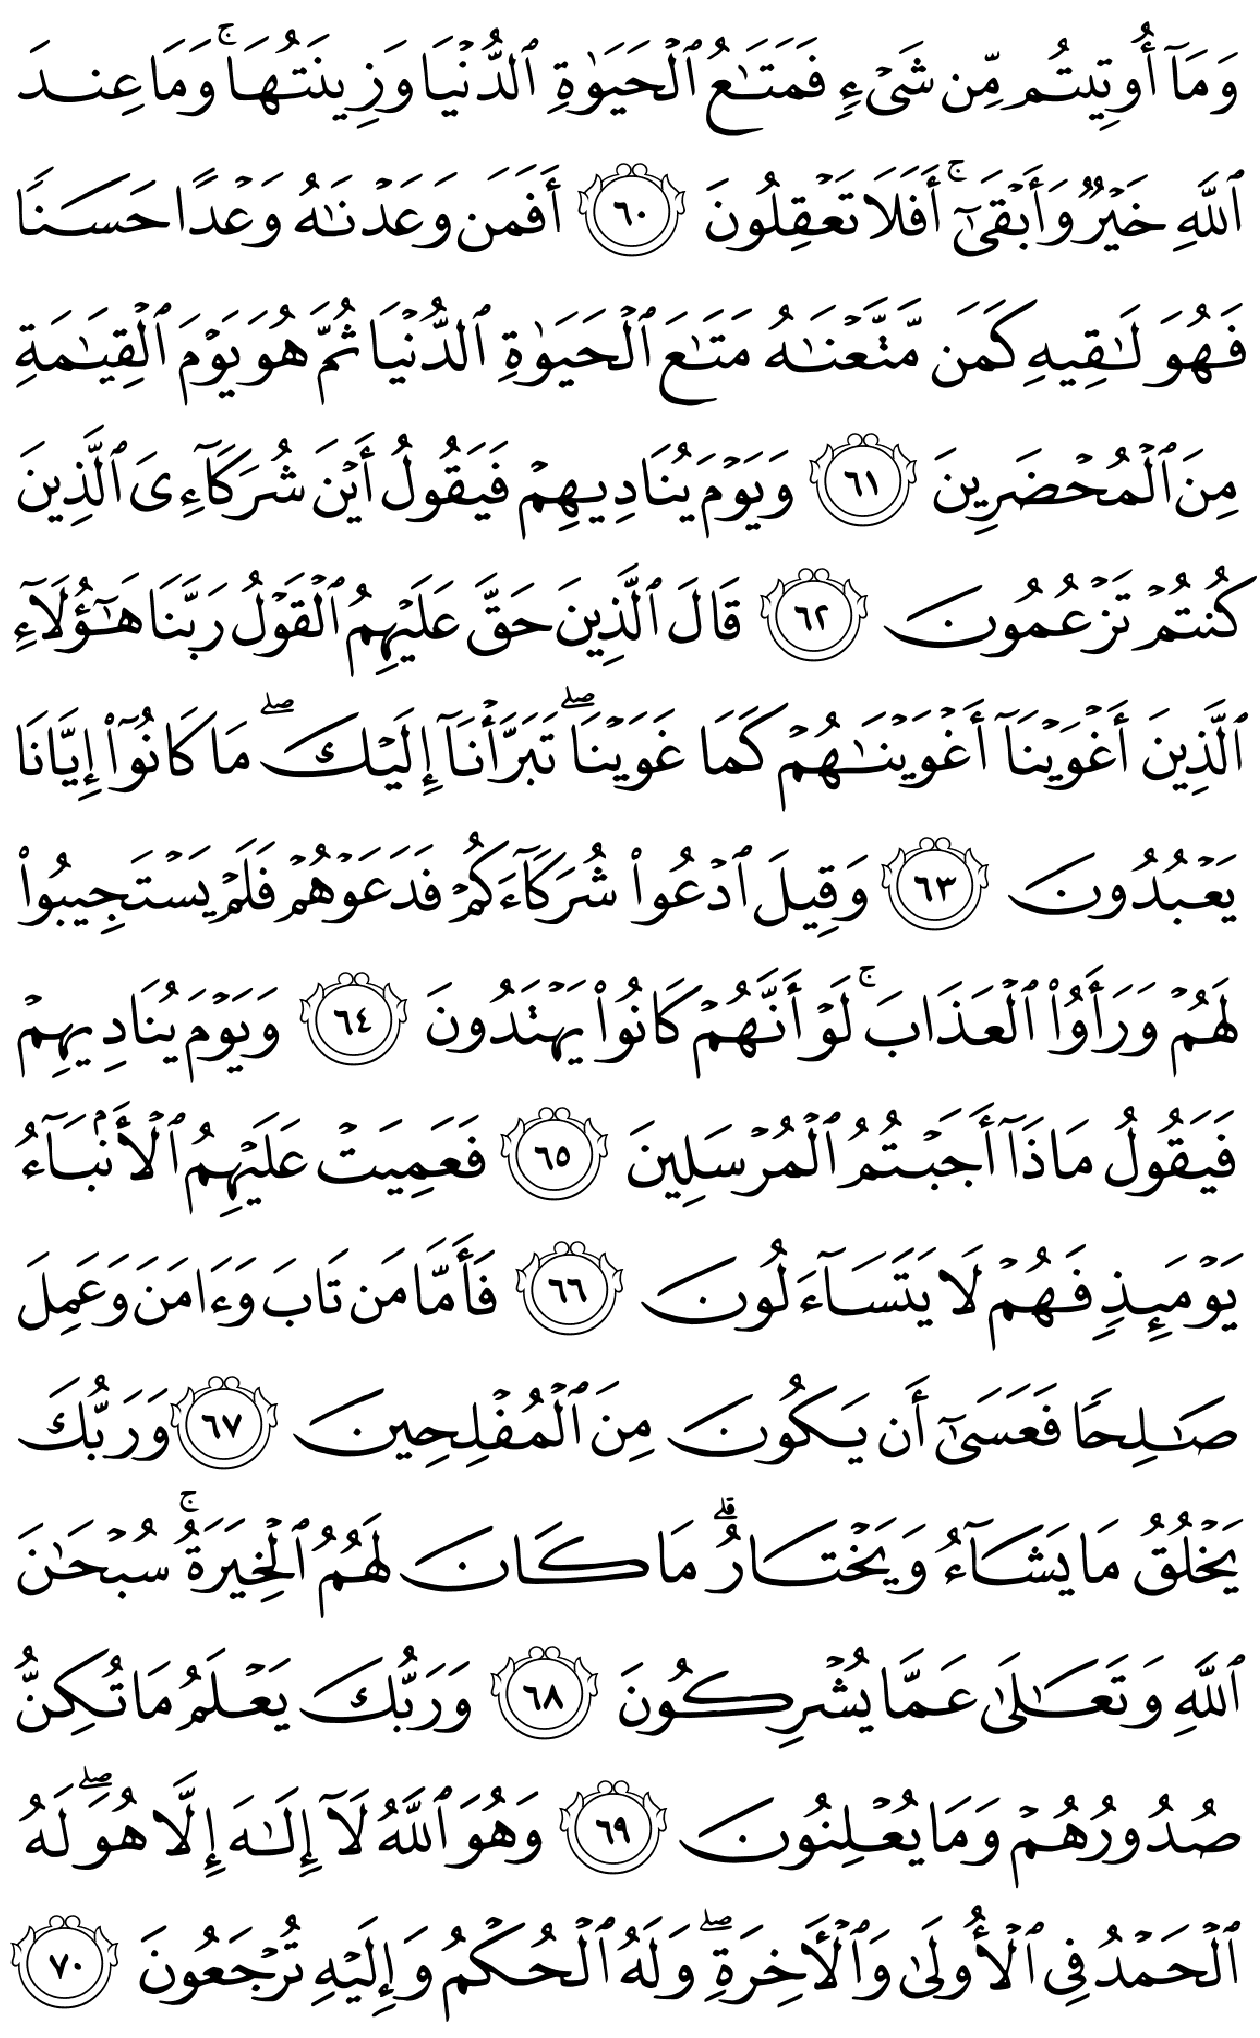 وَمَآ أُوتِيتُم مِّن شَىْءٍ فَمَتَـٰعُ ٱلْحَيَوٰةِ ٱلدُّنْيَا وَزِينَتُهَا ۚ وَمَا عِندَ
ٱللَّهِ خَيْرٌ وَأَبْقَىٰٓ ۚ أَفَلَا تَعْقِلُونَ ٦٠ أَفَمَن وَعَدْنَـٰهُ وَعْدًا حَسَنًا
فَهُوَ لَـٰقِيهِ كَمَن مَّتَّعْنَـٰهُ مَتَـٰعَ ٱلْحَيَوٰةِ ٱلدُّنْيَا ثُمَّ هُوَ يَوْمَ ٱلْقِيَـٰمَةِ
مِنَ ٱلْمُحْضَرِينَ ٦١ وَيَوْمَ يُنَادِيهِمْ فَيَقُولُ أَيْنَ شُرَكَآءِىَ ٱلَّذِينَ
كُنتُمْ تَزْعُمُونَ ٦٢ قَالَ ٱلَّذِينَ حَقَّ عَلَيْهِمُ ٱلْقَوْلُ رَبَّنَا هَـٰٓؤُلَآءِ
ٱلَّذِينَ أَغْوَيْنَآ أَغْوَيْنَـٰهُمْ كَمَا غَوَيْنَا ۖ تَبَرَّأْنَآ إِلَيْكَ ۖ مَا كَانُوٓا۟ إِيَّانَا
يَعْبُدُونَ ٦٣ وَقِيلَ ٱدْعُوا۟ شُرَكَآءَكُمْ فَدَعَوْهُمْ فَلَمْ يَسْتَجِيبُوا۟
لَهُمْ وَرَأَوُا۟ ٱلْعَذَابَ ۚ لَوْ أَنَّهُمْ كَانُوا۟ يَهْتَدُونَ ٦٤ وَيَوْمَ يُنَادِيهِمْ
فَيَقُولُ مَاذَآ أَجَبْتُمُ ٱلْمُرْسَلِينَ ٦٥ فَعَمِيَتْ عَلَيْهِمُ ٱلْأَنۢبَآءُ
يَوْمَئِذٍ فَهُمْ لَا يَتَسَآءَلُونَ ٦٦ فَأَمَّا مَن تَابَ وَءَامَنَ وَعَمِلَ
صَـٰلِحًا فَعَسَىٰٓ أَن يَكُونَ مِنَ ٱلْمُفْلِحِينَ ٦٧ وَرَبُّكَ
يَخْلُقُ مَا يَشَآءُ وَيَخْتَارُ ۗ مَا كَانَ لَهُمُ ٱلْخِيَرَةُ ۚ سُبْحَـٰنَ
ٱللَّهِ وَتَعَـٰلَىٰ عَمَّا يُشْرِكُونَ ٦٨ وَرَبُّكَ يَعْلَمُ مَا تُكِنُّ
صُدُورُهُمْ وَمَا يُعْلِنُونَ ٦٩ وَهُوَ ٱللَّهُ لَآ إِلَـٰهَ إِلَّا هُوَ ۖ لَهُ
ٱلْحَمْدُ فِى ٱلْأُولَىٰ وَٱلْـَٔاخِرَةِ ۖ وَلَهُ ٱلْحُكْمُ وَإِلَيْهِ تُرْجَعُونَ ٧٠